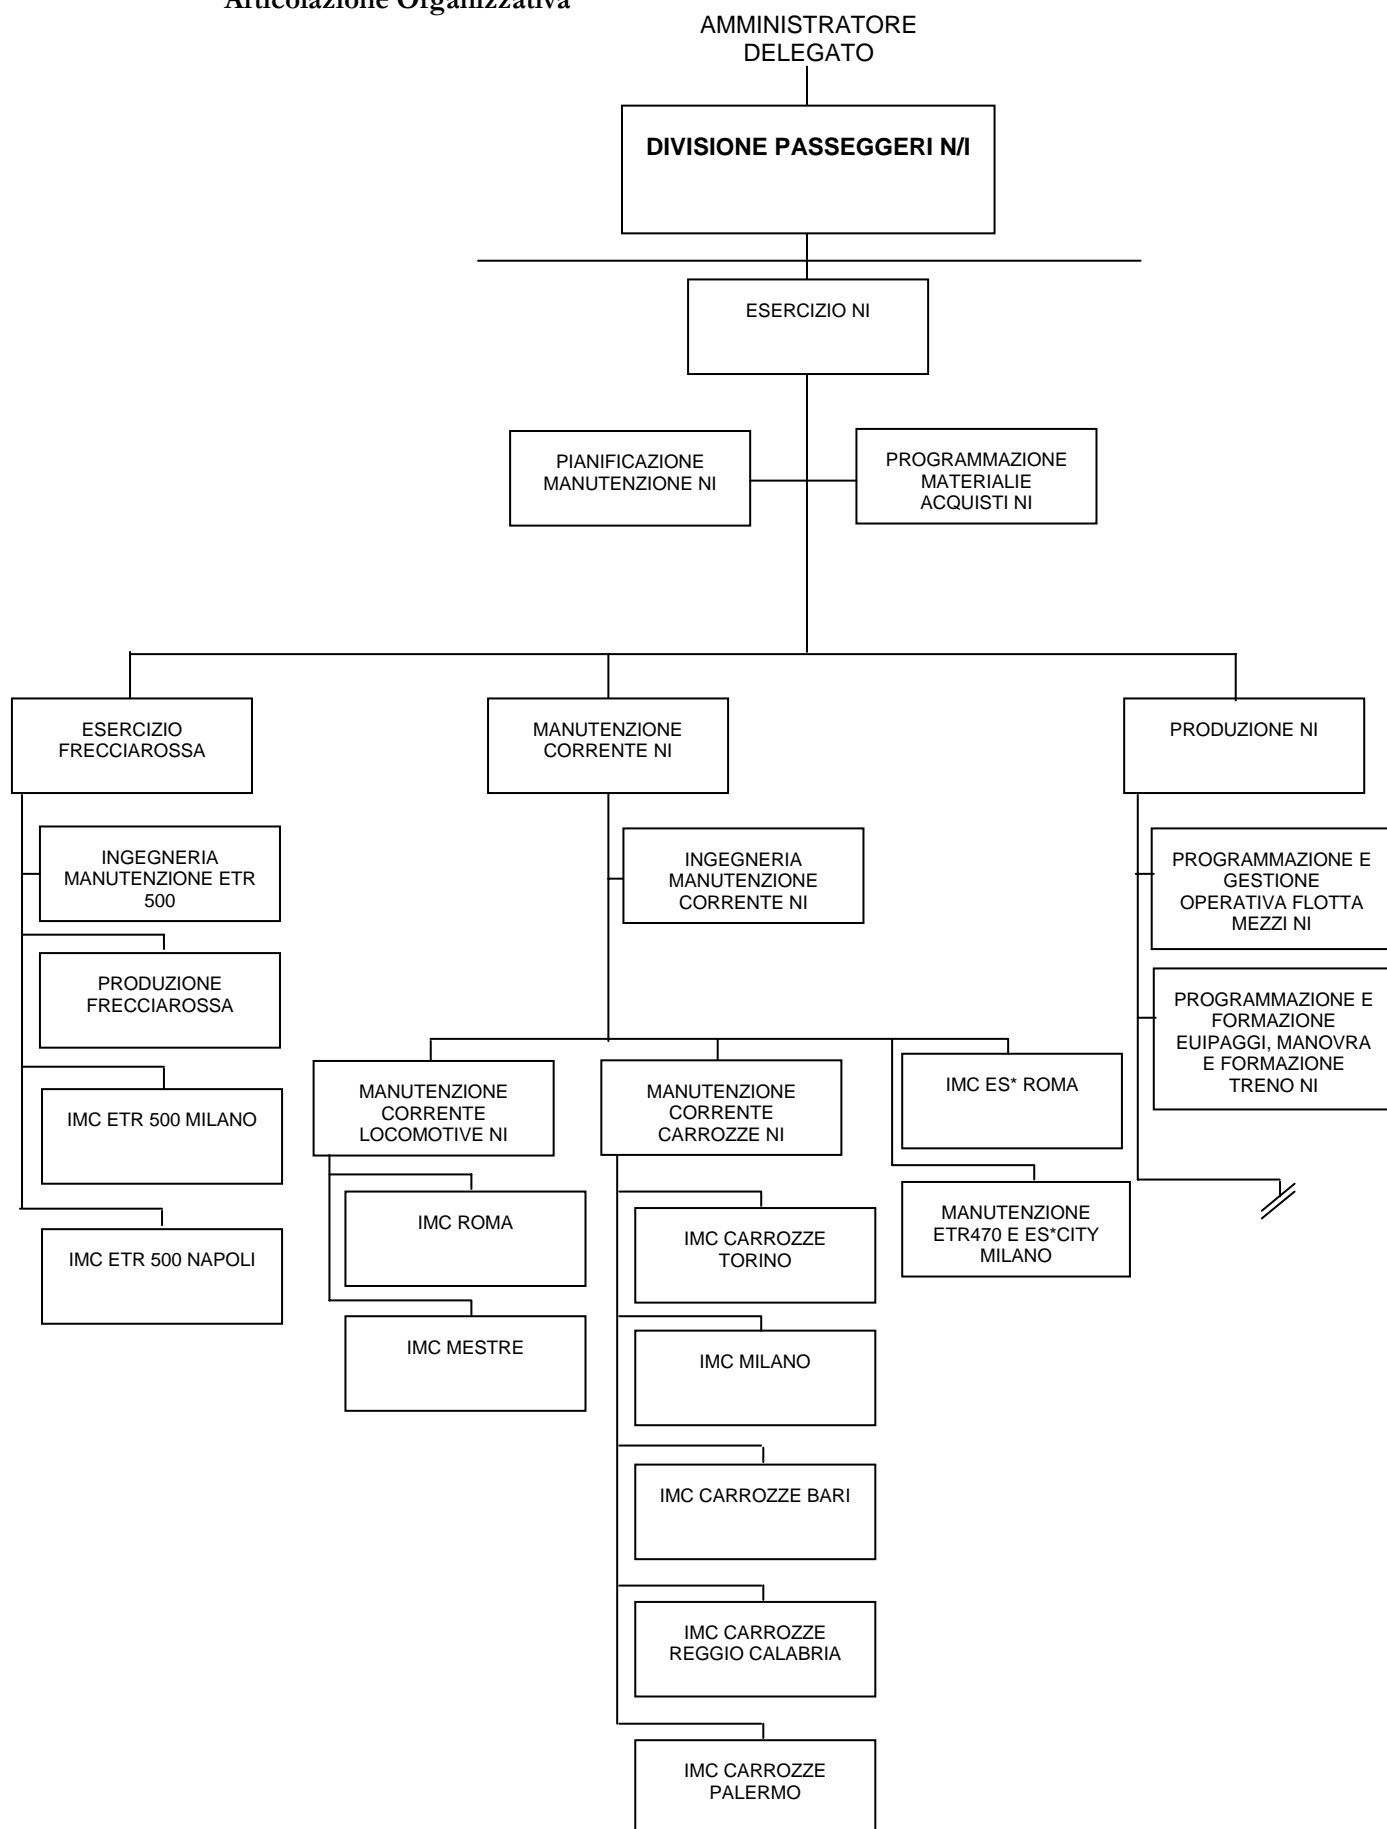 Articolazione Organizzativa
AMMINISTRATORE
DELEGATO
DIVISIONE PASSEGGERI N/I
ESERCIZIO NI
PIANIFICAZIONE
MANUTENZIONE NI
PROGRAMMAZIONE
MATERIALIE
ACQUISTI NI
ESERCIZIO
FRECCIAROSSA
MANUTENZIONE
CORRENTE NI
PRODUZIONE NI
INGEGNERIA
MANUTENZIONE ETR
500
PRODUZIONE
FRECCIAROSSA
IMC ETR 500 MILANO
IMC ETR 500 NAPOLI
INGEGNERIA
MANUTENZIONE
CORRENTE NI
MANUTENZIONE
CORRENTE
LOCOMOTIVE NI
IMC ROMA
IMC MESTRE
MANUTENZIONE
CORRENTE
CARROZZE NI
IMC CARROZZE
TORINO
IMC MILANO
IMC CARROZZE BARI
IMC CARROZZE
REGGIO CALABRIA
IMC CARROZZE
PALERMO
IMC ES* ROMA
MANUTENZIONE
ETR470 E ES*CITY
MILANO
PROGRAMMAZIONE E
GESTIONE
OPERATIVA FLOTTA
MEZZI NI
PROGRAMMAZIONE E
FORMAZIONE
EUIPAGGI, MANOVRA
E FORMAZIONE
TRENO NI